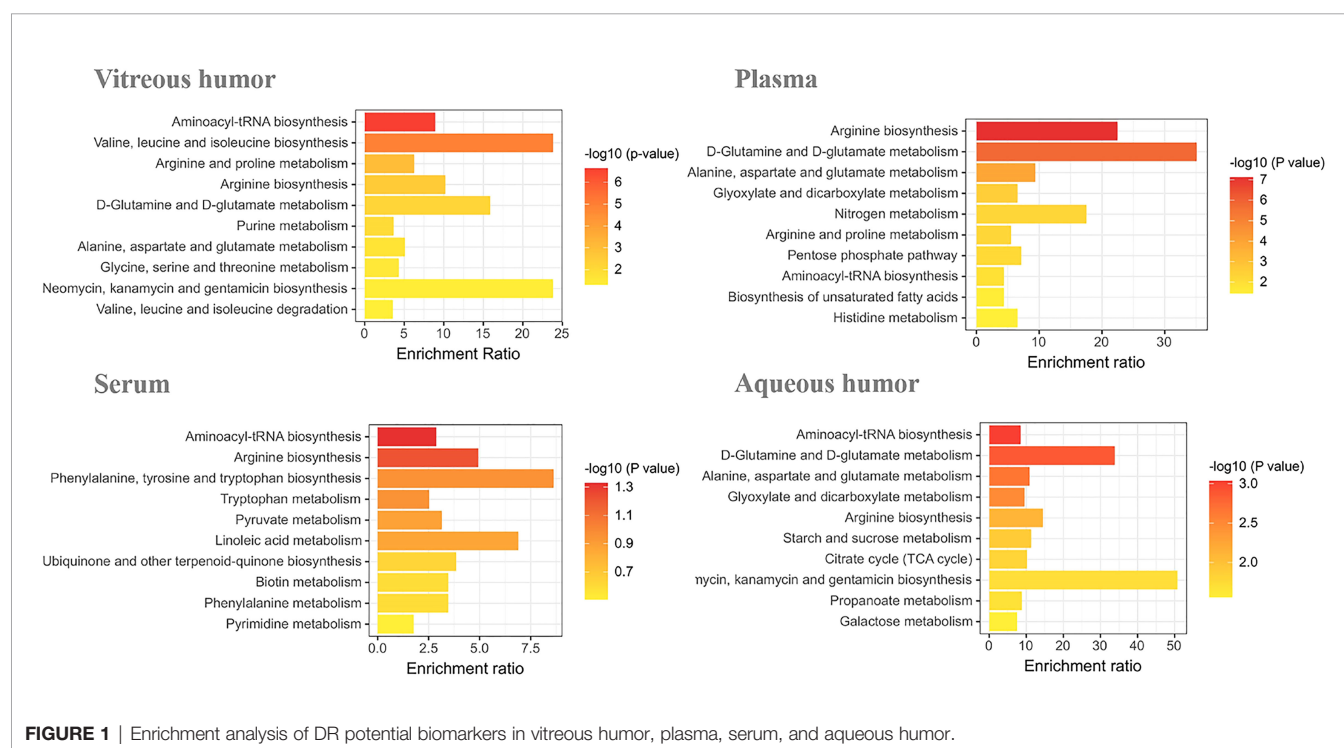 Vitreous humor
Aminoacyl-tRNA biosynthesis
Valine, leucine and isoleucine biosynthesis
Arginine and proline metabolism
Arginine biosynthesis
D-Glutamine and D-glutamate metabolism
Purine metabolism
Alanine, aspartate and glutamate metabolism
Glycine, serine and threonine metabolism
Neomycin, kanamycin and gentamicin biosynthesis
Valine, leucine and isoleucine degradation
0 5 10 15 20 25
Enrichment Ratio
-log10 (p-value)
6
5
4
3
2
Plasma
Arginine biosynthesis
D-Glutamine and D-glutamate metabolism
Alanine, aspartate and glutamate metabolism
Glyoxylate and dicarboxylate metabolism
Nitrogen metabolism
Arginine and proline metabolism
Pentose phosphate pathway
Aminoacyl-tRNA biosynthesis
Biosynthesis of unsaturated fatty acids
Histidine metabolism
0 10 20 30
Enrichment ratio
-log10 (P value)
7
6
5
4
3
2
Serum
Aminoacyl-tRNA biosynthesis
Arginine biosynthesis
Phenylalanine, tyrosine and tryptophan biosynthesis
Tryptophan metabolism
Pyruvate metabolism
Linoleic acid metabolism
Ubiquinone and other terpenoid-quinone biosynthesis
Biotin metabolism
Phenylalanine metabolism
Pyrimidine metabolism
0.0 2.5 5.0 7.5
Enrichment ratio
-log10 (P value)
1.3
1.1
0.9
0.7
Aqueous humor
Aminoacyl-tRNA biosynthesis
D-Glutamine and D-glutamate metabolism
Alanine, aspartate and glutamate metabolism
Glyoxylate and dicarboxylate metabolism
Arginine biosynthesis
Starch and sucrose metabolism
Citrate cycle (TCA cycle)
mycin, kanamycin and gentamicin biosynthesis
Propanoate metabolism
Galactose metabolism
0 10 20 30 40 50
Enrichment ratio
-log10 (P value)
3.0
2.5
2.0
FIGURE 1 | Enrichment analysis of DR potential biomarkers in vitreous humor, plasma, serum, and aqueous humor.